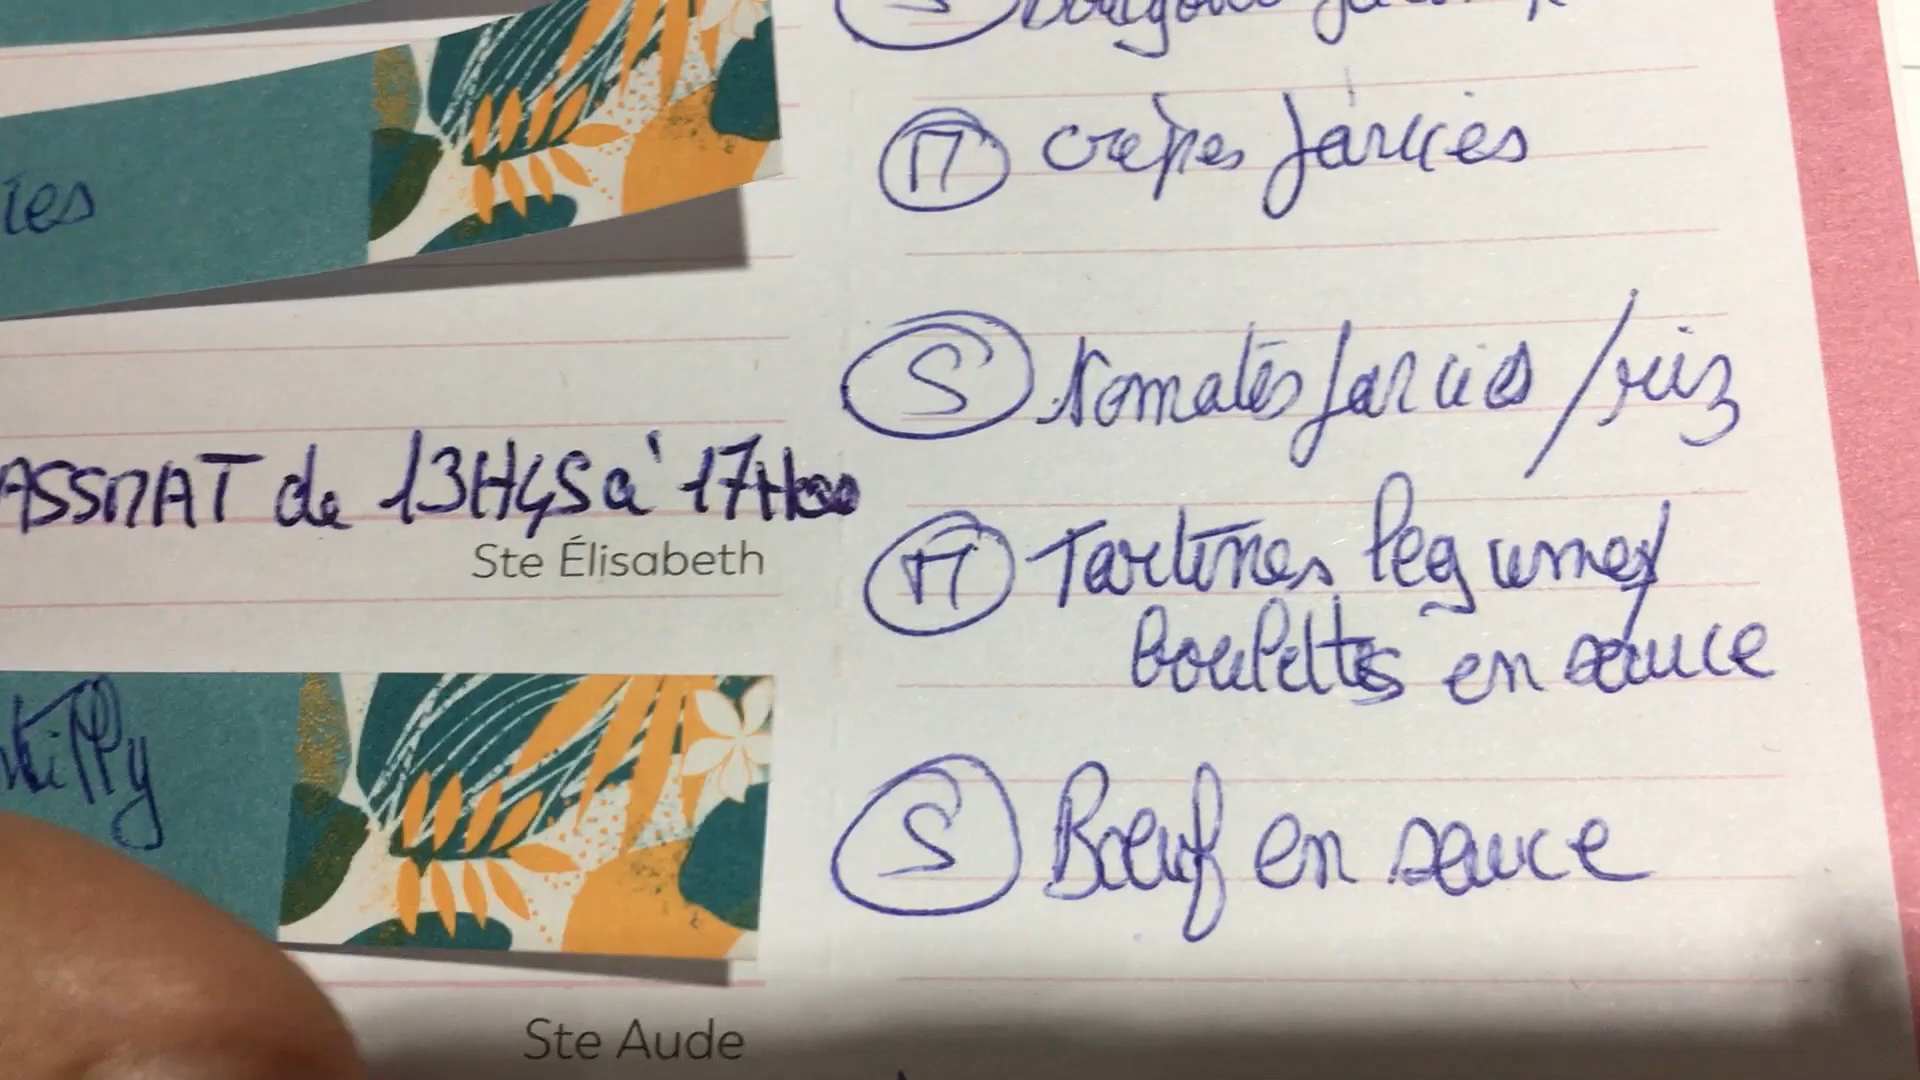 M crêpes farcies
S tomates farcies / riz
ASSMAT de 13H45 à 17H00
Ste Élisabeth
M Tartines légumes/
boulettes en sauce
S Bœuf en sauce
Ste Aude